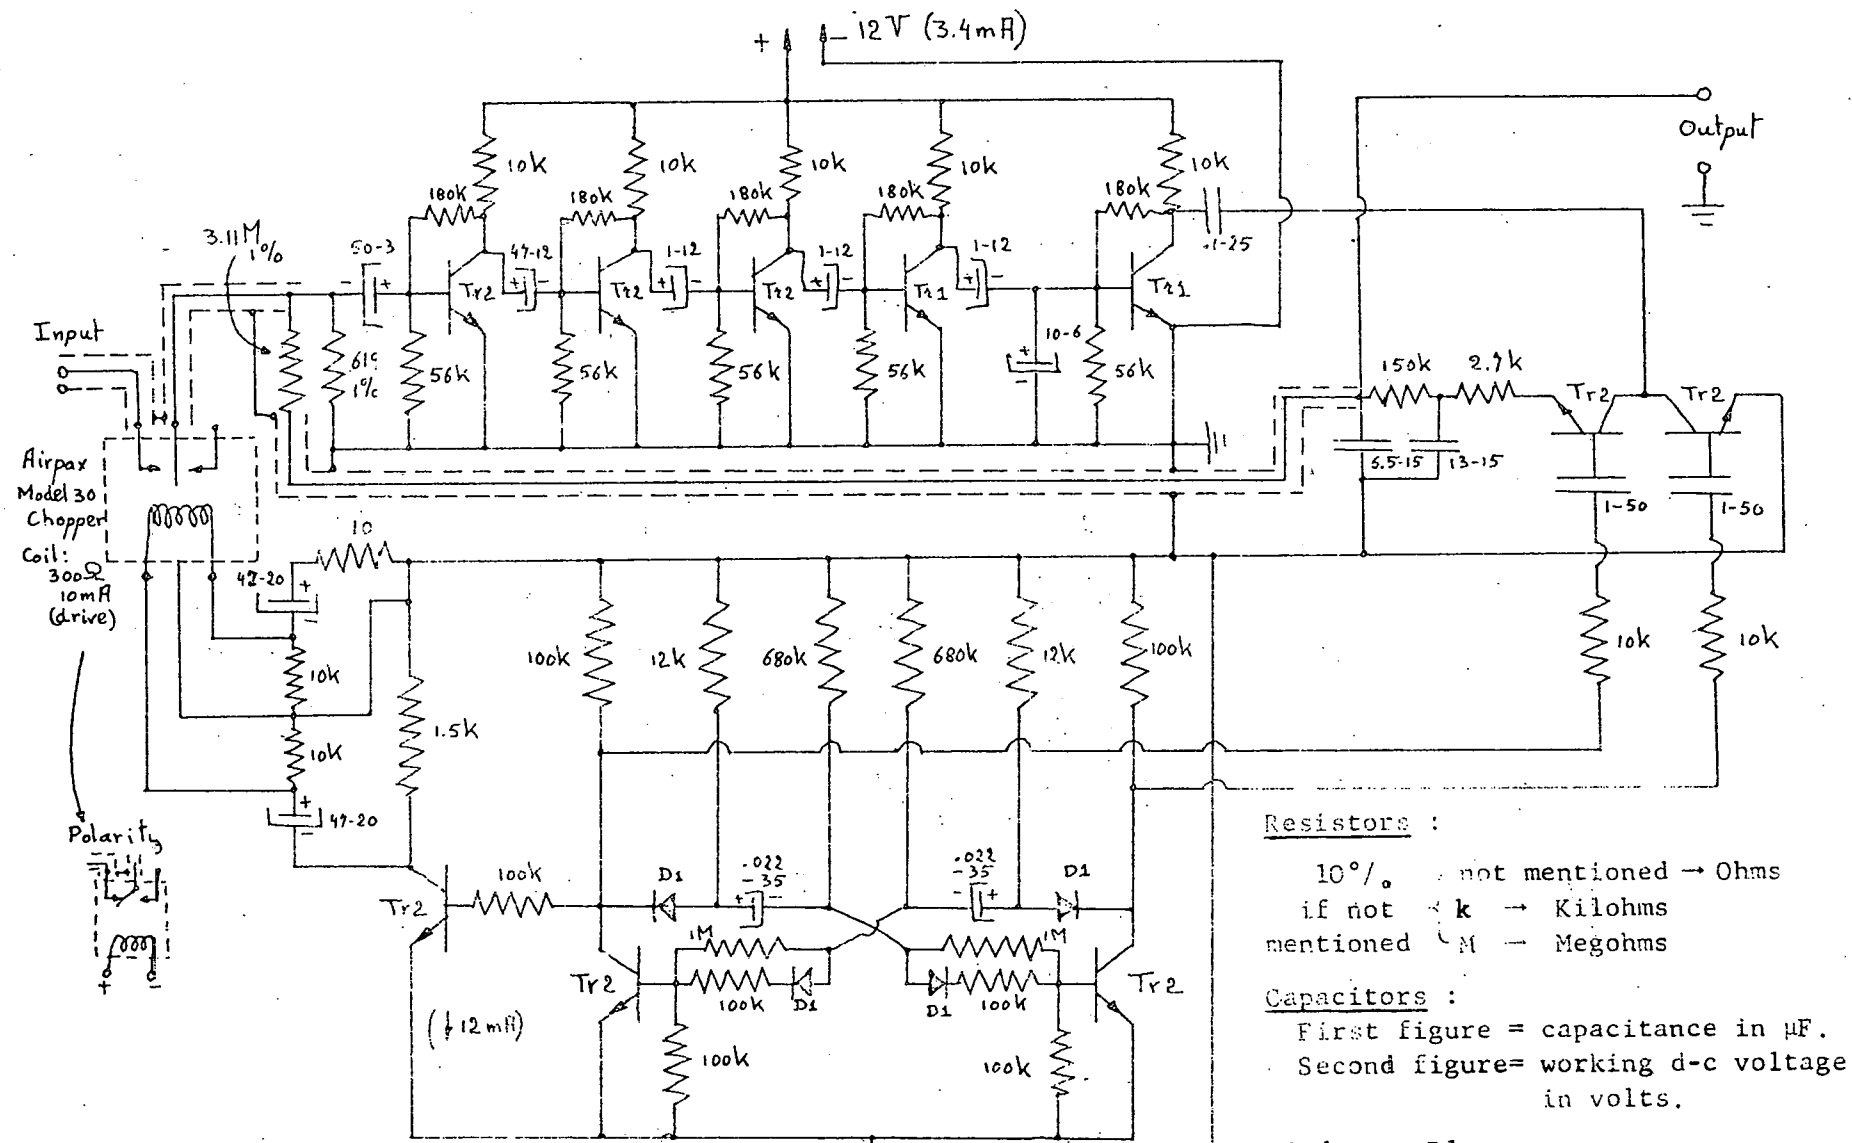 +
- 12V (3.4mA)
Output
10k
10k
10k
10k
10k
180k
180k
180k
180k
180k
3.11M
1%
50-3
47-12
1-12
1-12
1-12
.1-25
Tr2
Tr2
Tr2
Tr1
Tr1
Input
619
1%
56k
56k
56k
56k
10-6
56k
150k
Tr2
Tr2
Airpax
Model 30
Chopper
Coil:
300Ω
10mA
(drive)
6.5-15
13-15
1-50
1-50
10
47-20
10k
10k
1.5k
100k
12k
680k
680k
12k
100k
10k
10k
47-20
Polarity
+ -
Tr2
100k
D1
.022
-35
+ -
.022
-35
- +
D1
1M
1M
Tr2
100k
D1
D1
100k
Tr2
100k
100k
Resistors :
10% not mentioned → Ohms
if not k → Kilohms
mentioned M → Megohms
Capacitors :
First figure = capacitance in µF.
Second figure= working d-c voltage
in volts.